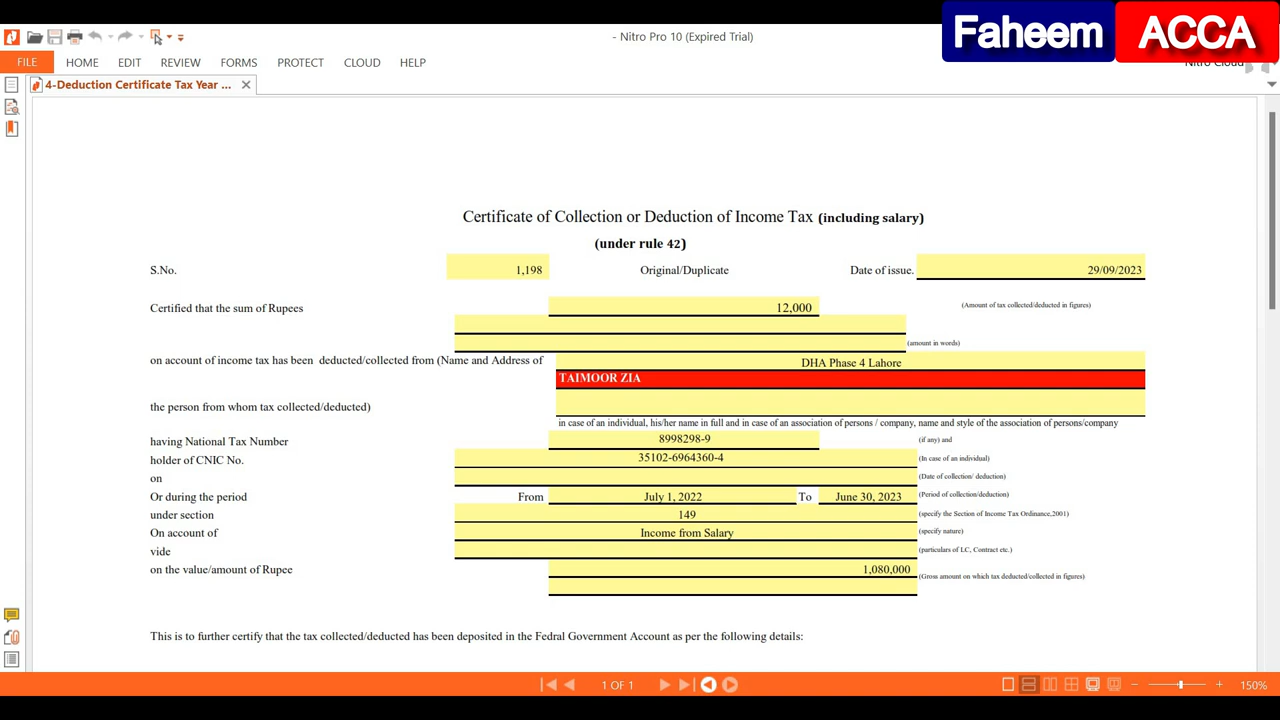 Faheem ACCA
- Nitro Pro 10 (Expired Trial)
FILE HOME EDIT REVIEW FORMS PROTECT CLOUD HELP Nitro Cloud
4-Deduction Certificate Tax Year ...
Certificate of Collection or Deduction of Income Tax (including salary)
(under rule 42)
S.No. 1,198 Original/Duplicate Date of issue. 29/09/2023
Certified that the sum of Rupees 12,000 (Amount of tax collected/deducted in figures)
(amount in words)
on account of income tax has been deducted/collected from (Name and Address of DHA Phase 4 Lahore
TAIMOOR ZIA
the person from whom tax collected/deducted)
in case of an individual, his/her name in full and in case of an association of persons / company, name and style of the association of persons/company
having National Tax Number 8998298-9 (if any) and
holder of CNIC No. 35102-6964360-4 (In case of an individual)
on (Date of collection/ deduction)
Or during the period From July 1, 2022 To June 30, 2023 (Period of collection/deduction)
under section 149 (specify the Section of Income Tax Ordinance,2001)
On account of Income from Salary (specify nature)
vide (particulars of LC, Contract etc.)
on the value/amount of Rupee 1,080,000 (Gross amount on which tax deducted/collected in figures)
This is to further certify that the tax collected/deducted has been deposited in the Fedral Government Account as per the following details:
1 OF 1 150%